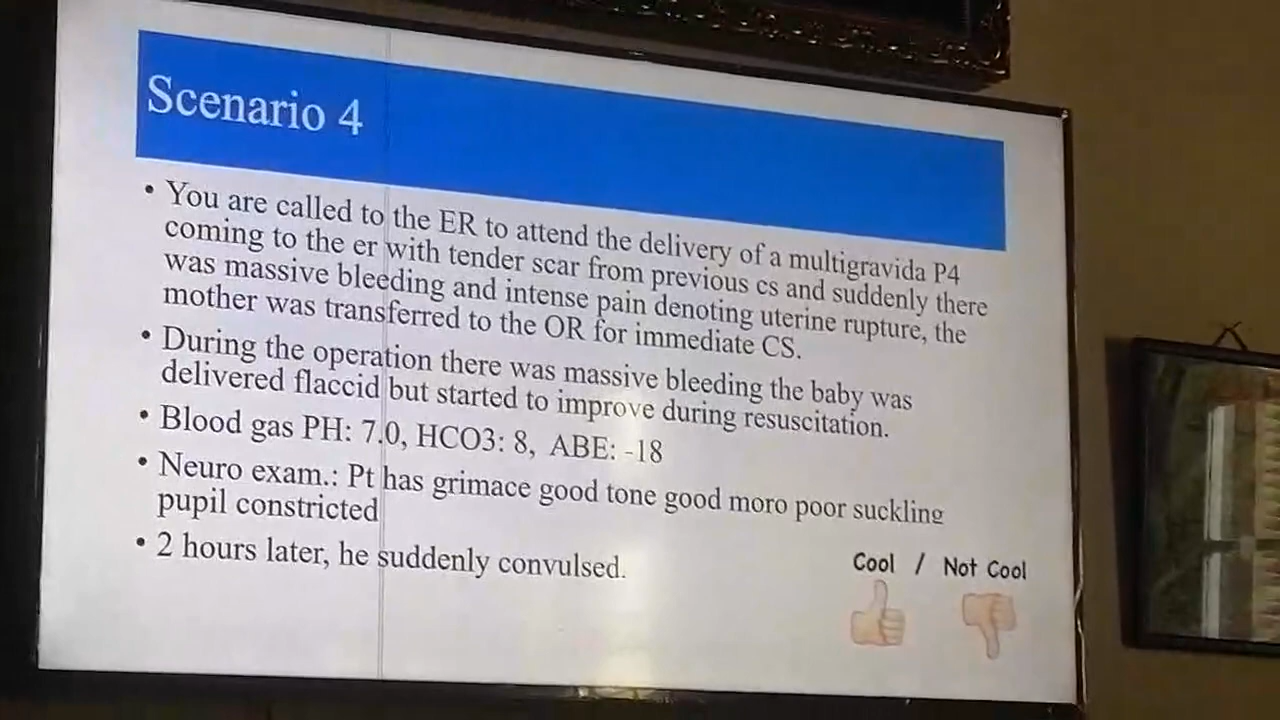 Scenario 4
• You are called to the ER to attend the delivery of a multigravida P4
coming to the er with tender scar from previous cs and suddenly there
was massive bleeding and intense pain denoting uterine rupture, the
mother was transferred to the OR for immediate CS.
• During the operation there was massive bleeding the baby was
delivered flaccid but started to improve during resuscitation.
• Blood gas PH: 7.0, HCO3: 8, ABE: -18
• Neuro exam.: Pt has grimace good tone good moro poor suckling
pupil constricted
• 2 hours later, he suddenly convulsed.
Cool / Not Cool